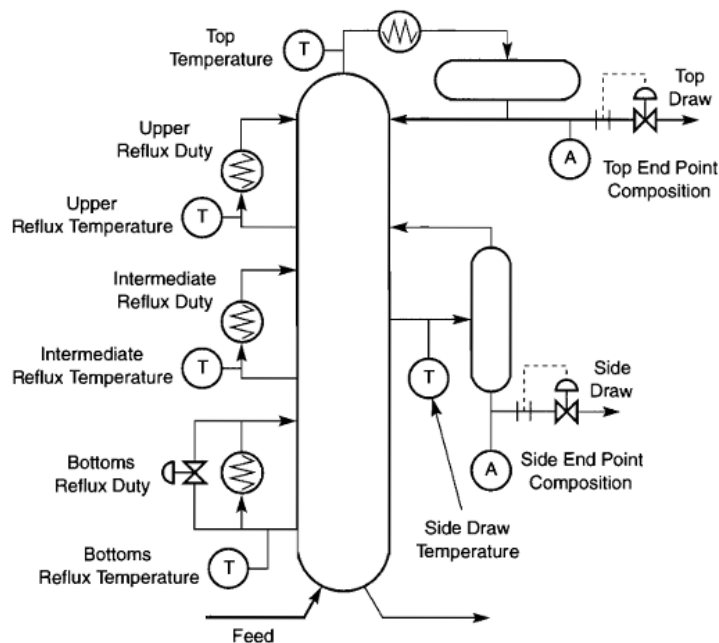 Top
Temperature
T
Top
Draw
Upper
Reflux Duty
A
Top End Point
Composition
Upper
Reflux Temperature
T
Intermediate
Reflux Duty
Intermediate
Reflux Temperature
T
T
Side
Draw
Bottoms
Reflux Duty
A
Side End Point
Composition
Side Draw
Temperature
Bottoms
Reflux Temperature
T
Feed